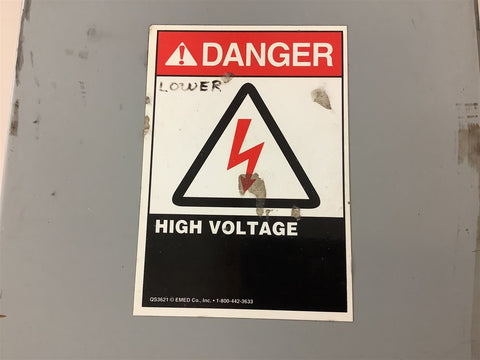 DANGER
LOWER
HIGH VOLTAGE
QS3621 © EMED Co., Inc. • 1-800-442-3633